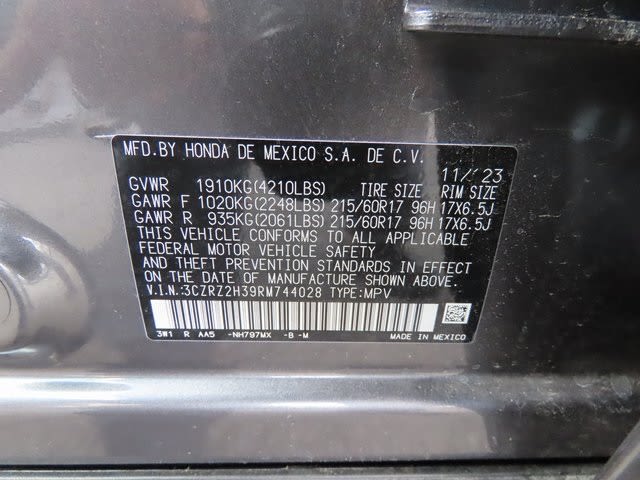 MFD.BY HONDA DE MEXICO S.A. DE C.V.
11/ 23
GVWR 1910KG(4210LBS) TIRE SIZE RIM SIZE
GAWR F 1020KG(2248LBS) 215/60R17 96H 17X6.5J
GAWR R 935KG(2061LBS) 215/60R17 96H 17X6.5J
THIS VEHICLE CONFORMS TO ALL APPLICABLE
FEDERAL MOTOR VEHICLE SAFETY
AND THEFT PREVENTION STANDARDS IN EFFECT
ON THE DATE OF MANUFACTURE SHOWN ABOVE.
V.I.N.:3CZRZ2H39RM744028 TYPE:MPV
3W1 R AA5 -NH797MX -B -M MADE IN MEXICO